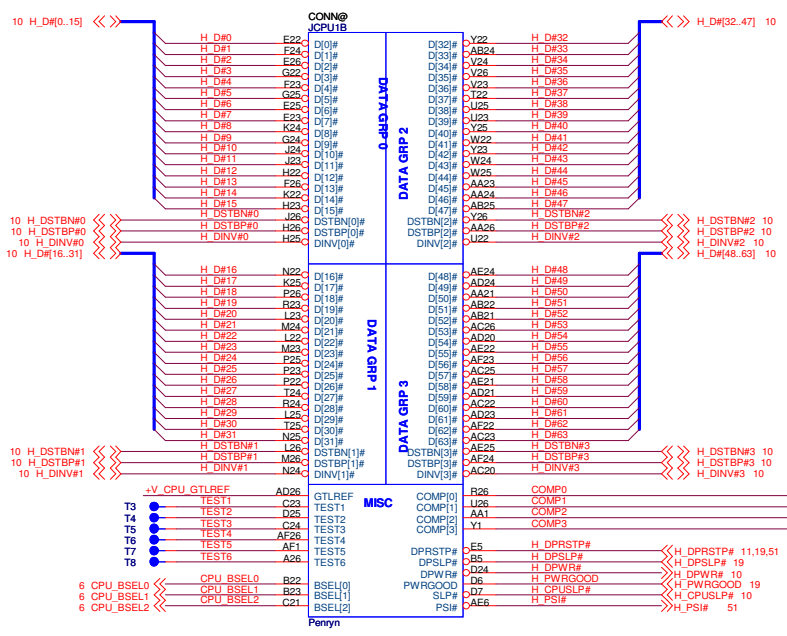 CONN@
JCPU1B
10 H_D#[0..15] H_D#[32..47] 10
H_D#0 E22 D[0]# D[32]# Y22 H_D#32
H_D#1 F24 D[1]# D[33]# AB24 H_D#33
H_D#2 E26 D[2]# D[34]# V24 H_D#34
H_D#3 G22 D[3]# D[35]# V26 H_D#35
H_D#4 F23 D[4]# D[36]# V23 H_D#36
H_D#5 G25 D[5]# D[37]# T22 H_D#37
H_D#6 E25 D[6]# D[38]# U25 H_D#38
H_D#7 E23 D[7]# D[39]# U23 H_D#39
H_D#8 K24 D[8]# D[40]# Y25 H_D#40
H_D#9 G24 D[9]# D[41]# W22 H_D#41
H_D#10 J24 D[10]# D[42]# Y23 H_D#42
H_D#11 J23 D[11]# D[43]# W24 H_D#43
H_D#12 H22 D[12]# D[44]# W25 H_D#44
H_D#13 F26 D[13]# D[45]# AA23 H_D#45
H_D#14 K22 D[14]# D[46]# AA24 H_D#46
H_D#15 H23 D[15]# D[47]# AB25 H_D#47
10 H_DSTBN#0 H_DSTBN#0 J26 DSTBN[0]# DSTBN[2]# Y26 H_DSTBN#2 H_DSTBN#2 10
10 H_DSTBP#0 H_DSTBP#0 H26 DSTBP[0]# DSTBP[2]# AA26 H_DSTBP#2 H_DSTBP#2 10
10 H_DINV#0 H_DINV#0 H25 DINV[0]# DINV[2]# U22 H_DINV#2 H_DINV#2 10
DATA GRP 0
DATA GRP 2
10 H_D#[16..31] H_D#[48..63] 10
H_D#16 N22 D[16]# D[48]# AE24 H_D#48
H_D#17 K25 D[17]# D[49]# AD24 H_D#49
H_D#18 P26 D[18]# D[50]# AA21 H_D#50
H_D#19 R23 D[19]# D[51]# AB22 H_D#51
H_D#20 L23 D[20]# D[52]# AB21 H_D#52
H_D#21 M24 D[21]# D[53]# AC26 H_D#53
H_D#22 L22 D[22]# D[54]# AD20 H_D#54
H_D#23 M23 D[23]# D[55]# AE22 H_D#55
H_D#24 P25 D[24]# D[56]# AF23 H_D#56
H_D#25 P23 D[25]# D[57]# AC25 H_D#57
H_D#26 P22 D[26]# D[58]# AE21 H_D#58
H_D#27 T24 D[27]# D[59]# AD21 H_D#59
H_D#28 R24 D[28]# D[60]# AC22 H_D#60
H_D#29 L25 D[29]# D[61]# AD23 H_D#61
H_D#30 T25 D[30]# D[62]# AF22 H_D#62
H_D#31 N25 D[31]# D[63]# AC23 H_D#63
10 H_DSTBN#1 H_DSTBN#1 L26 DSTBN[1]# DSTBN[3]# AE25 H_DSTBN#3 H_DSTBN#3 10
10 H_DSTBP#1 H_DSTBP#1 M26 DSTBP[1]# DSTBP[3]# AF24 H_DSTBP#3 H_DSTBP#3 10
10 H_DINV#1 H_DINV#1 N24 DINV[1]# DINV[3]# AC20 H_DINV#3 H_DINV#3 10
DATA GRP 1
DATA GRP 3
MISC
+V_CPU_GTLREF AD26 GTLREF COMP[0] R26 COMP0
T3 TEST1 C23 TEST1 COMP[1] U26 COMP1
T4 TEST2 D25 TEST2 COMP[2] AA1 COMP2
T5 TEST3 C24 TEST3 COMP[3] Y1 COMP3
T6 TEST4 AF26 TEST4
T7 TEST5 AF1 TEST5 DPRSTP# E5 H_DPRSTP# H_DPRSTP# 11,19,51
T8 TEST6 A26 TEST6 DPSLP# B5 H_DPSLP# H_DPSLP# 19
DPWR# D24 H_DPWR# H_DPWR# 10
6 CPU_BSEL0 CPU_BSEL0 B22 BSEL[0] PWRGOOD D6 H_PWRGOOD H_PWRGOOD 19
6 CPU_BSEL1 CPU_BSEL1 B23 BSEL[1] SLP# D7 H_CPUSLP# H_CPUSLP# 10
6 CPU_BSEL2 CPU_BSEL2 C21 BSEL[2] PSI# AE6 H_PSI# H_PSI# 51
Penryn